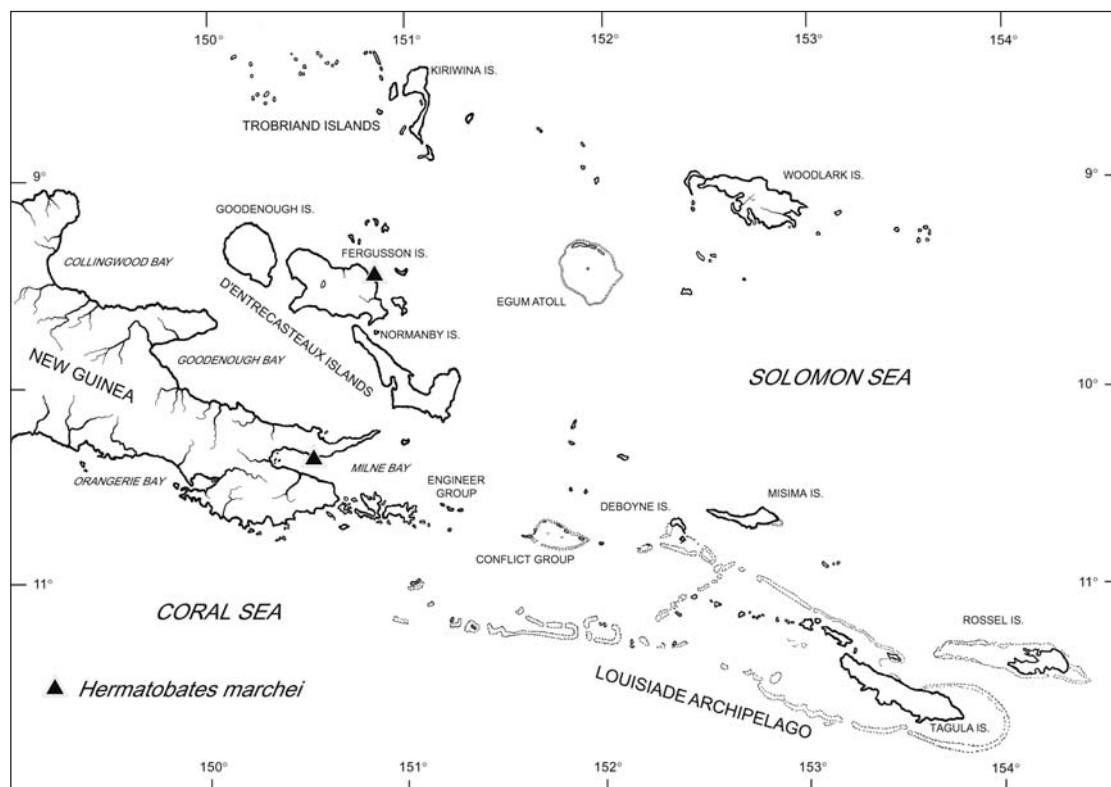 150°
151°
152°
153°
154°
KIRIWINA IS.
TROBRIAND ISLANDS
9°
9°
WOODLARK IS.
GOODENOUGH IS.
COLLINGWOOD BAY
FERGUSSON IS.
EGUM ATOLL
D'ENTRECASTEAUX ISLANDS
NORMANBY IS.
GOODENOUGH BAY
NEW GUINEA
SOLOMON SEA
10°
MILNE BAY
ORANGERIE BAY
ENGINEER
GROUP
MISIMA IS.
DEBOYNE IS.
CONFLICT GROUP
11°
11°
CORAL SEA
ROSSEL IS.
LOUISIADE ARCHIPELAGO
Hermatobates marchei
TAGULA IS.
150°
151°
152°
153°
154°